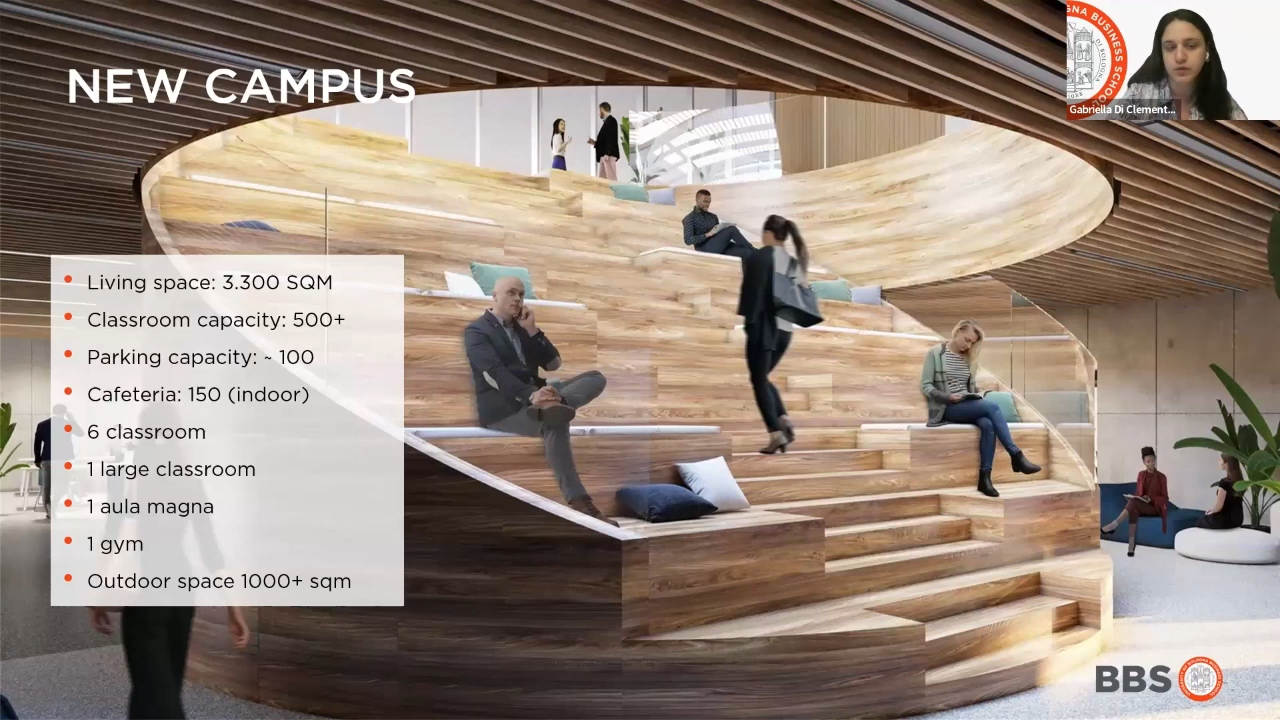 NEW CAMPUS
Gabriella Di Clement...
Living space: 3.300 SQM
Classroom capacity: 500+
Parking capacity: ~ 100
Cafeteria: 150 (indoor)
6 classroom
1 large classroom
1 aula magna
1 gym
Outdoor space 1000+ sqm
BBS